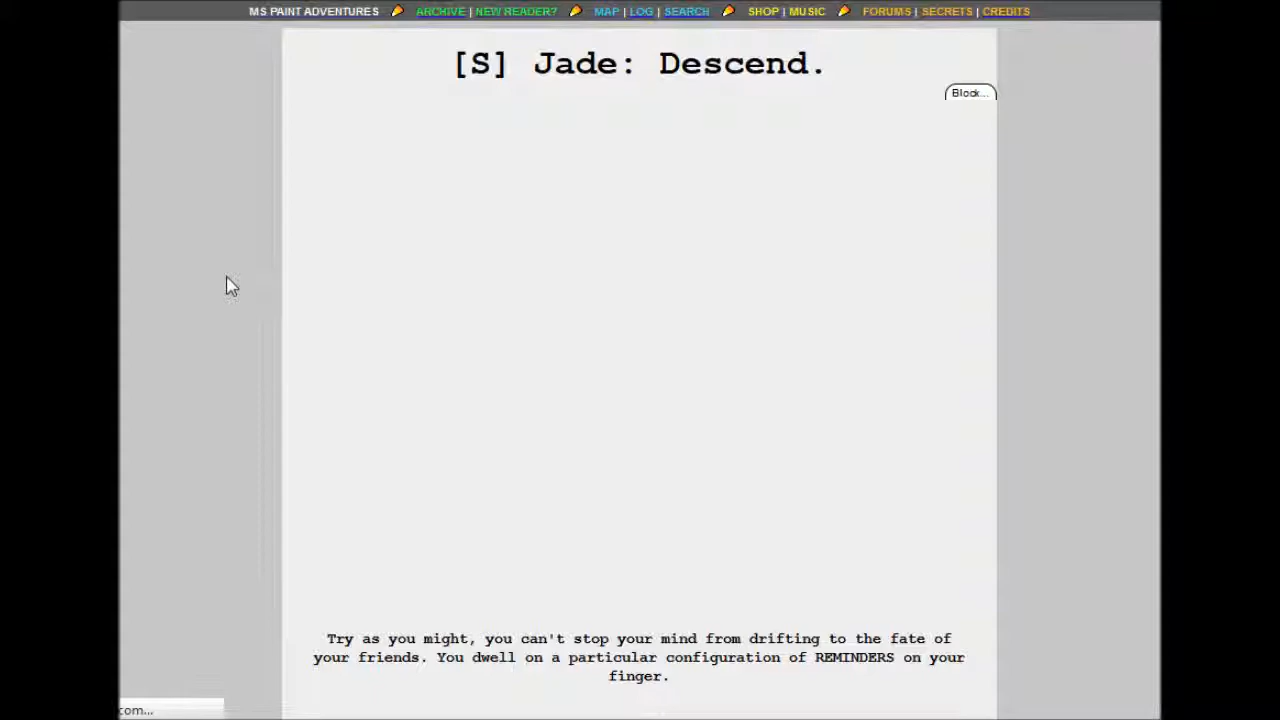 MS PAINT ADVENTURES ARCHIVE | NEW READER? MAP | LOG | SEARCH SHOP | MUSIC FORUMS | SECRETS | CREDITS
[S] Jade: Descend.
Block...
Try as you might, you can't stop your mind from drifting to the fate of
your friends. You dwell on a particular configuration of REMINDERS on your
finger.
com...